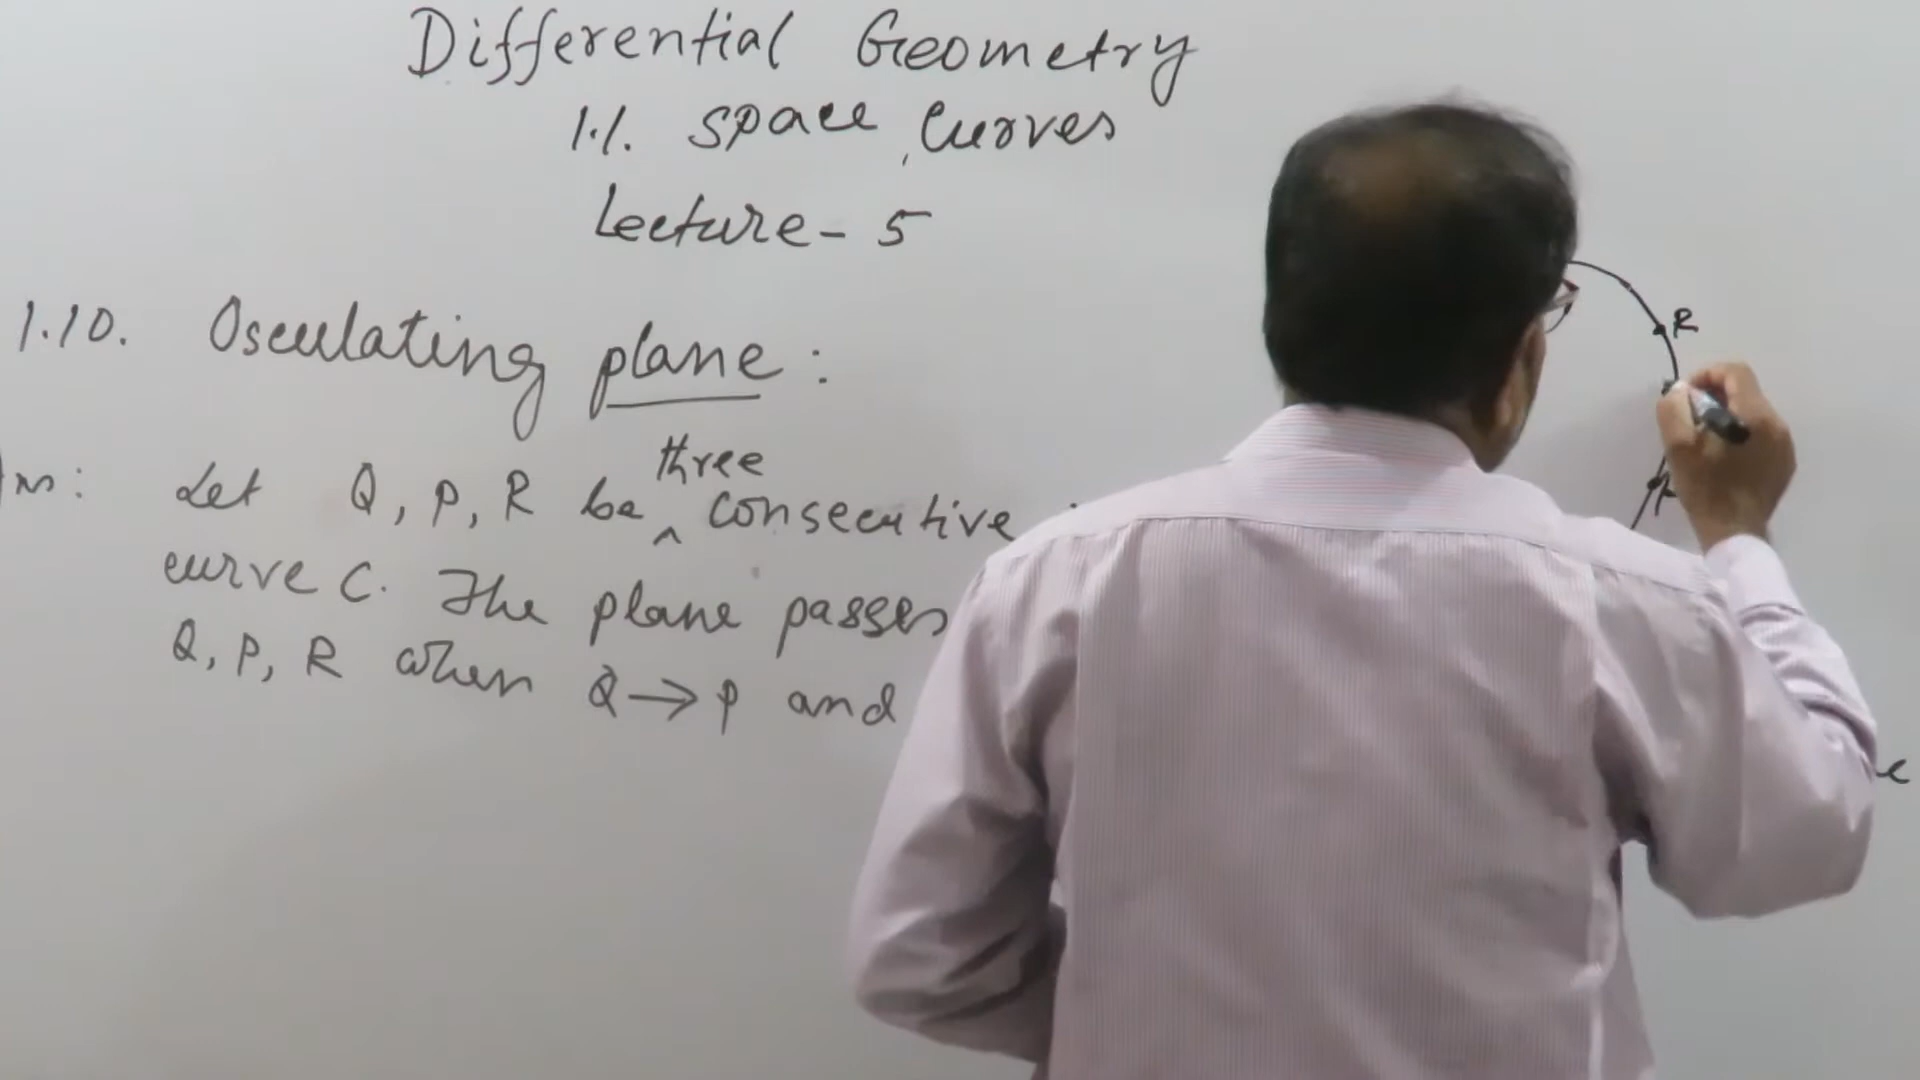 Differential Geometry
1.1. Space Curves
Lecture - 5
1.10. Osculating plane :
Let Q, P, R be three consecutive
curve C. The plane passes
Q, P, R when Q → P and
R
P